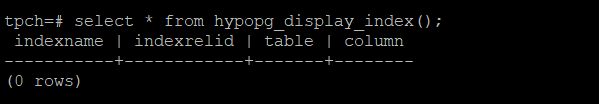 tpch=# select * from hypopg_display_index();
 indexname | indexrelid | table | column
-----------+------------+-------+--------
(0 rows)